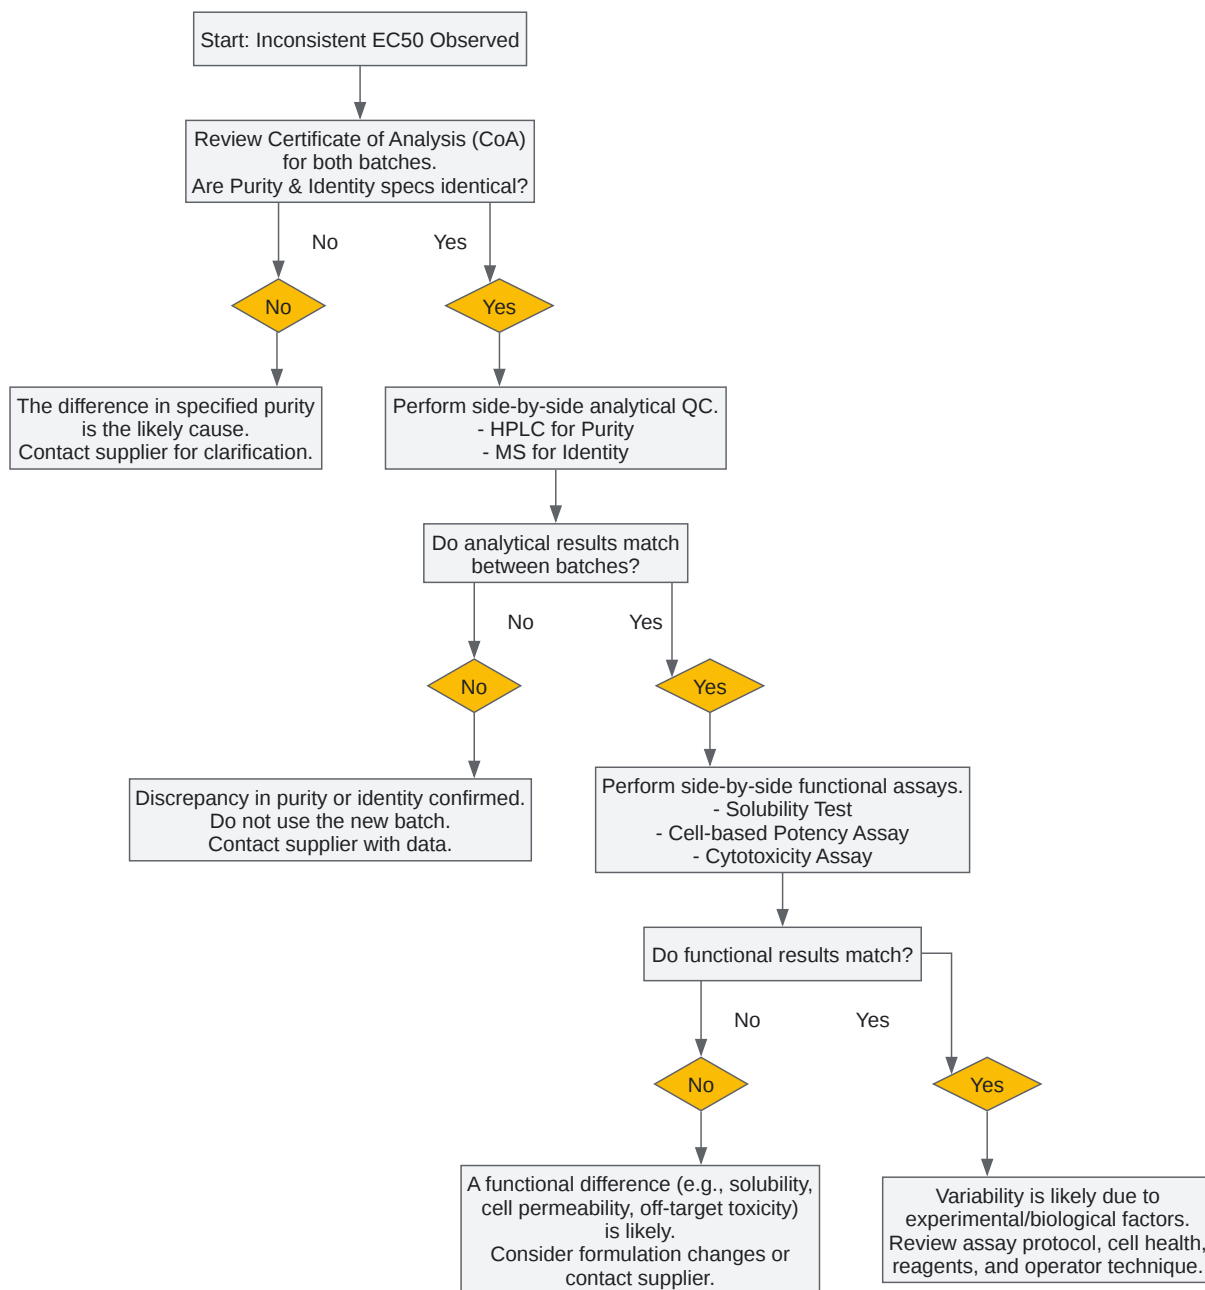 Start: Inconsistent EC50 Observed
Review Certificate of Analysis (CoA)
for both batches.
Are Purity & Identity specs identical?
No
Yes
No
Yes
The difference in specified purity
is the likely cause.
Contact supplier for clarification.
Perform side-by-side analytical QC.
- HPLC for Purity
- MS for Identity
Do analytical results match
between batches?
No
Yes
No
Yes
Discrepancy in purity or identity confirmed.
Do not use the new batch.
Contact supplier with data.
Perform side-by-side functional assays.
- Solubility Test
- Cell-based Potency Assay
- Cytotoxicity Assay
Do functional results match?
No
Yes
No
Yes
A functional difference (e.g., solubility,
cell permeability, off-target toxicity)
is likely.
Consider formulation changes or
contact supplier.
Variability is likely due to
experimental/biological factors.
Review assay protocol, cell health,
reagents, and operator technique.